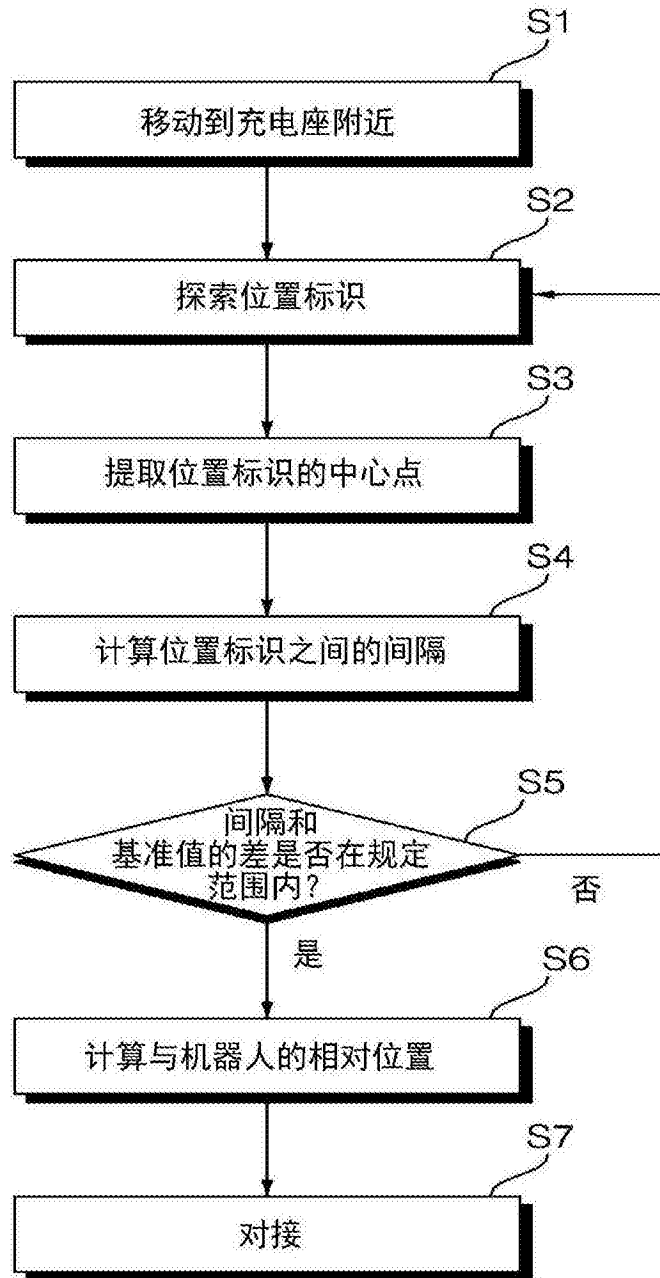 S1
移动到充电座附近
S2
探索位置标识
S3
提取位置标识的中心点
S4
计算位置标识之间的间隔
S5
间隔和
基准值的差是否在规定
范围内?
否
是
S6
计算与机器人的相对位置
S7
对接